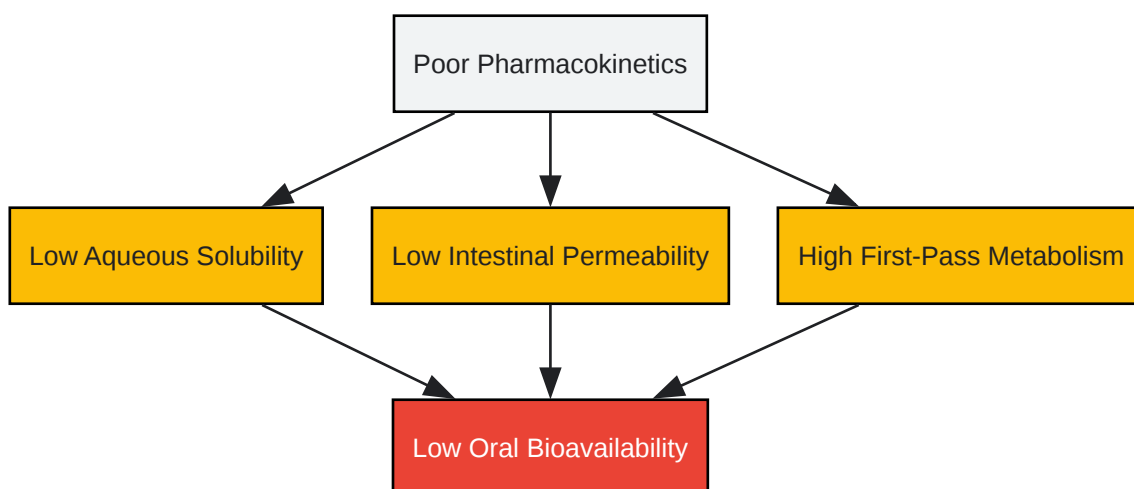 Poor Pharmacokinetics
Low Aqueous Solubility
Low Intestinal Permeability
High First-Pass Metabolism
Low Oral Bioavailability